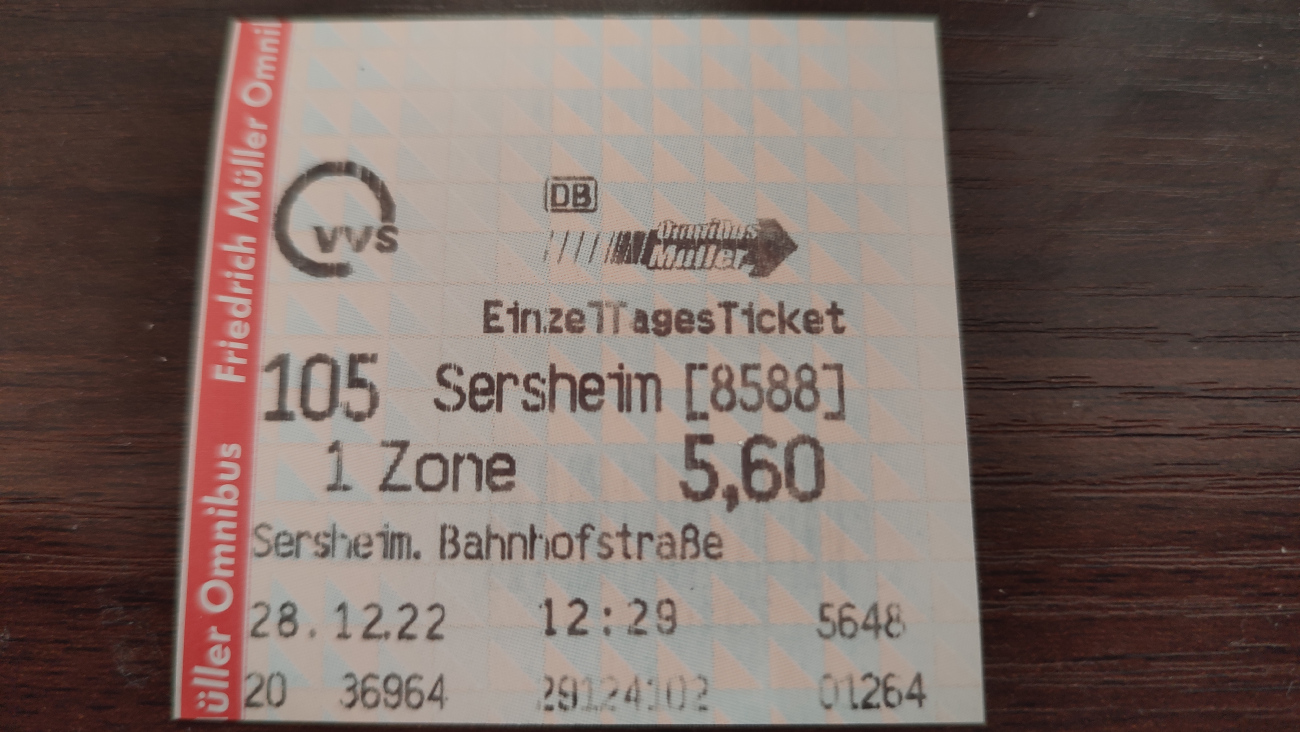 Friedrich Müller Omni
üller Omnibus
vvs
DB
Omnibus
Müller
EinzelTagesTicket
105 Sersheim [8588]
1 Zone 5,60
Sersheim. Bahnhofstraße
28.12.22 12:29 5648
20 36964 29124102 01264